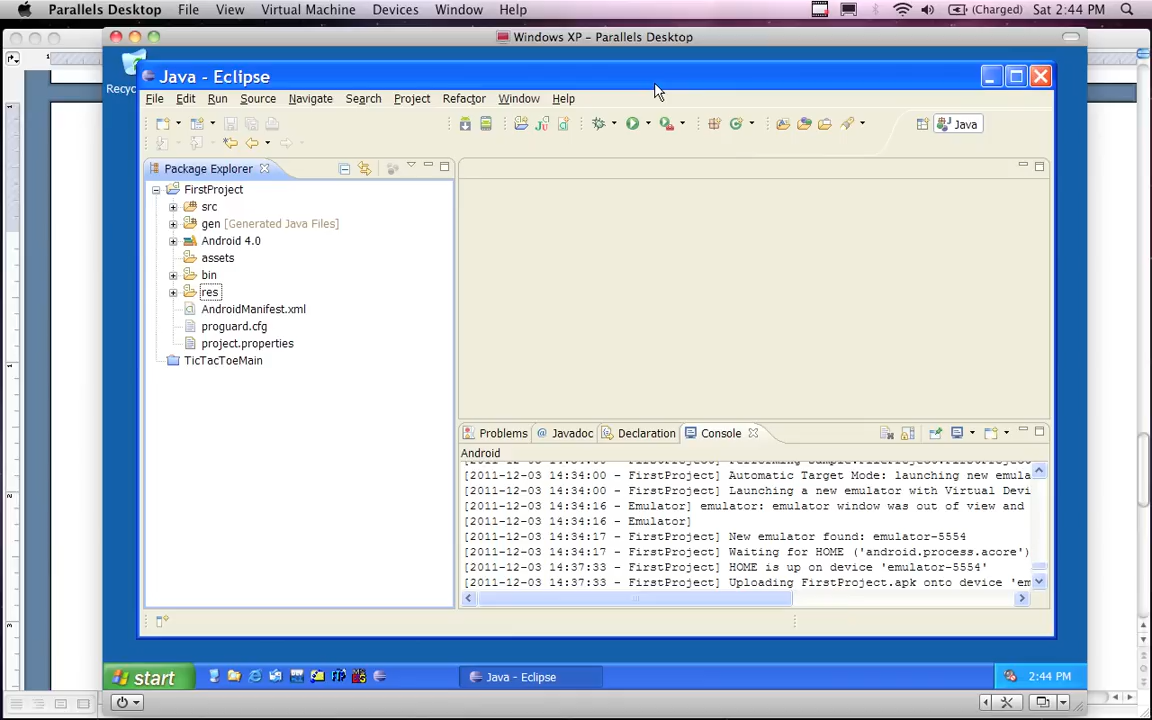 Parallels Desktop File View Virtual Machine Devices Window Help (Charged) Sat 2:44 PM
Windows XP – Parallels Desktop
Recyc
Java - Eclipse
File Edit Run Source Navigate Search Project Refactor Window Help
Java
Package Explorer
FirstProject
src
gen [Generated Java Files]
Android 4.0
assets
bin
res
AndroidManifest.xml
proguard.cfg
project.properties
TicTacToeMain
Problems @ Javadoc Declaration Console
Android
[2011-12-03 14:34:00 - FirstProject] Automatic Target Mode: launching new emula
[2011-12-03 14:34:00 - FirstProject] Launching a new emulator with Virtual Devi
[2011-12-03 14:34:16 - Emulator] emulator: emulator window was out of view and
[2011-12-03 14:34:16 - Emulator]
[2011-12-03 14:34:17 - FirstProject] New emulator found: emulator-5554
[2011-12-03 14:34:17 - FirstProject] Waiting for HOME ('android.process.acore')
[2011-12-03 14:37:33 - FirstProject] HOME is up on device 'emulator-5554'
[2011-12-03 14:37:33 - FirstProject] Uploading FirstProject.apk onto device 'em
start Java - Eclipse 2:44 PM